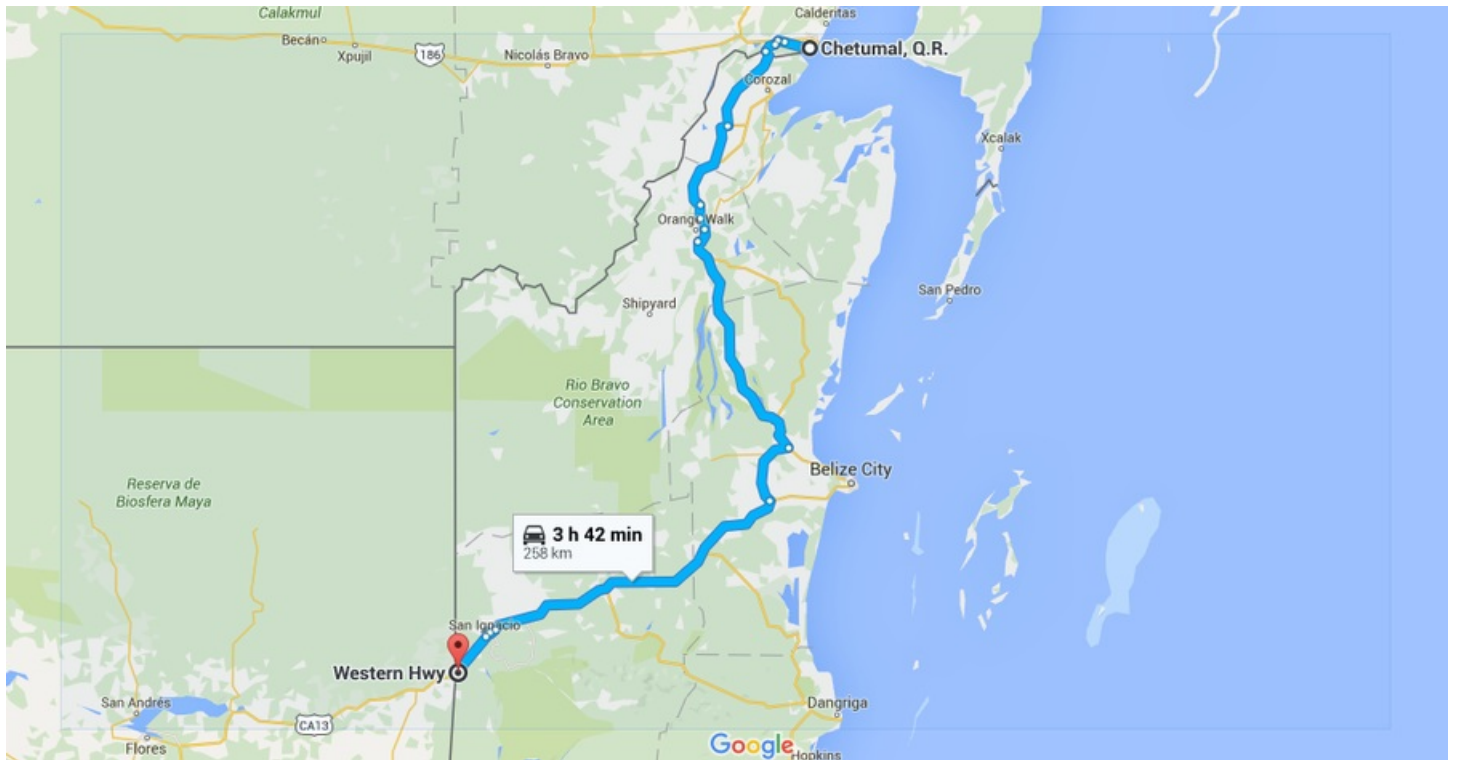 Calakmul
Calderitas
Becán
Xpujil
186
Nicolás Bravo
Chetumal, Q.R.
Corozal
Xcalak
Orange Walk
San Pedro
Shipyard
Rio Bravo
Conservation
Area
Belize City
Reserva de
Biosfera Maya
3 h 42 min
258 km
San Ignacio
Western Hwy
San Andrés
CA13
Flores
Dangriga
Google
Hopkins